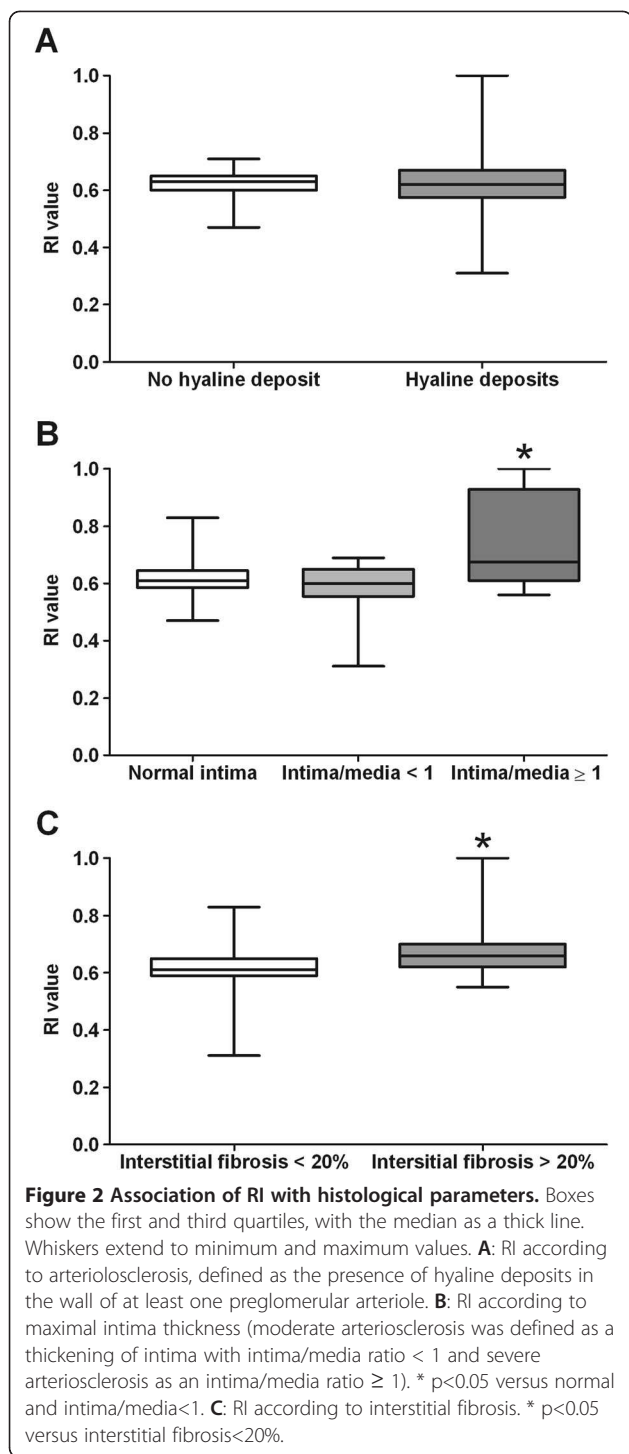 A
1.0
0.8
0.6
0.4
0.2
0.0
RI value
No hyaline deposit Hyaline deposits
B
*
1.0
0.8
0.6
0.4
0.2
0.0
RI value
Normal intima Intima/media < 1 Intima/media ≥ 1
C
*
1.0
0.8
0.6
0.4
0.2
0.0
RI value
Interstitial fibrosis < 20% Intersitial fibrosis > 20%
Figure 2 Association of RI with histological parameters. Boxes
show the first and third quartiles, with the median as a thick line.
Whiskers extend to minimum and maximum values. A: RI according
to arteriolosclerosis, defined as the presence of hyaline deposits in
the wall of at least one preglomerular arteriole. B: RI according to
maximal intima thickness (moderate arteriosclerosis was defined as a
thickening of intima with intima/media ratio < 1 and severe
arteriosclerosis as an intima/media ratio ≥ 1). * p<0.05 versus normal
and intima/media<1. C: RI according to interstitial fibrosis. * p<0.05
versus interstitial fibrosis<20%.